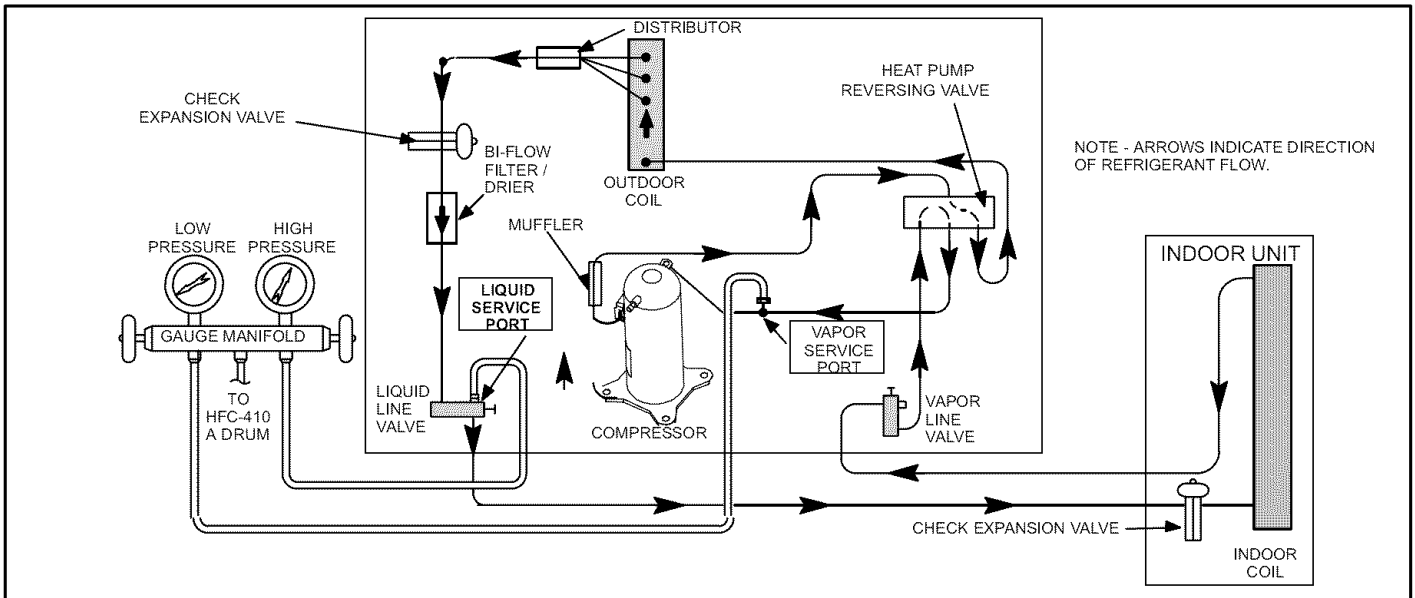 DISTRIBUTOR
HEAT PUMP
REVERSING VALVE
CHECK
EXPANSION VALVE
NOTE - ARROWS INDICATE DIRECTION
OF REFRIGERANT FLOW.
BI-FLOW
FILTER /
DRIER
OUTDOOR
COIL
MUFFLER
LOW
PRESSURE
HIGH
PRESSURE
INDOOR UNIT
LIQUID
SERVICE
PORT
GAUGE MANIFOLD
VAPOR
SERVICE
PORT
TO
HFC-410
A DRUM
LIQUID
LINE
VALVE
COMPRESSOR
VAPOR
LINE
VALVE
CHECK EXPANSION VALVE
INDOOR
COIL